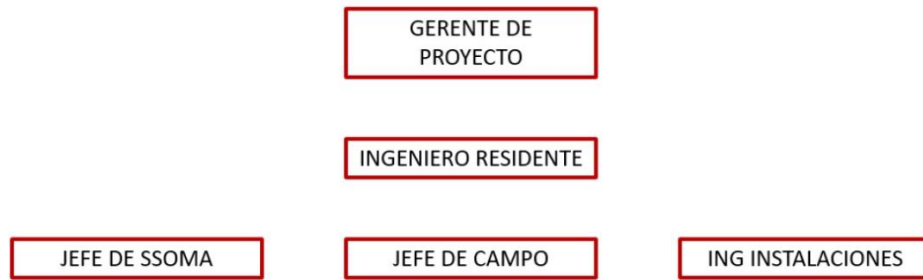 GERENTE DE
PROYECTO
INGENIERO RESIDENTE
JEFE DE SSOMA
JEFE DE CAMPO
ING INSTALACIONES